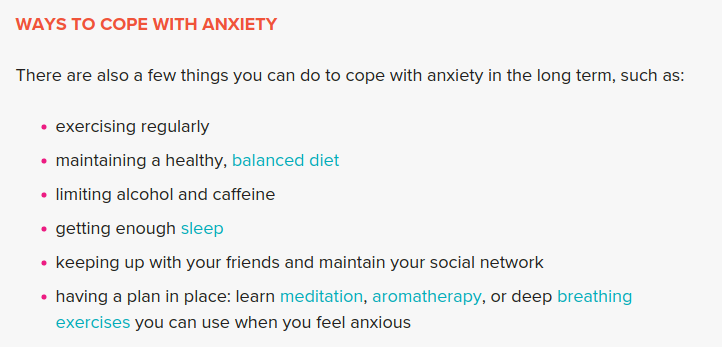 WAYS TO COPE WITH ANXIETY
There are also a few things you can do to cope with anxiety in the long term, such as:
• exercising regularly
• maintaining a healthy, balanced diet
• limiting alcohol and caffeine
• getting enough sleep
• keeping up with your friends and maintain your social network
• having a plan in place: learn meditation, aromatherapy, or deep breathing
exercises you can use when you feel anxious